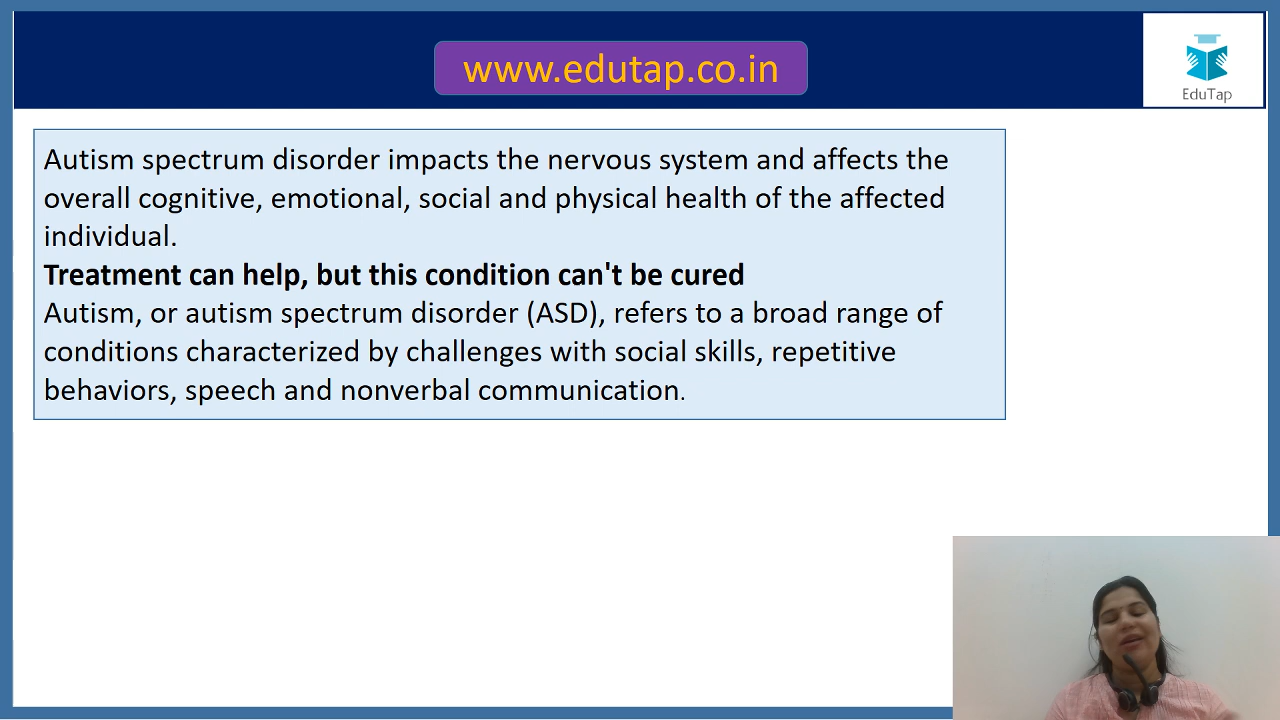 www.edutap.co.in
EduTap
Autism spectrum disorder impacts the nervous system and affects the
overall cognitive, emotional, social and physical health of the affected
individual.
Treatment can help, but this condition can't be cured
Autism, or autism spectrum disorder (ASD), refers to a broad range of
conditions characterized by challenges with social skills, repetitive
behaviors, speech and nonverbal communication.